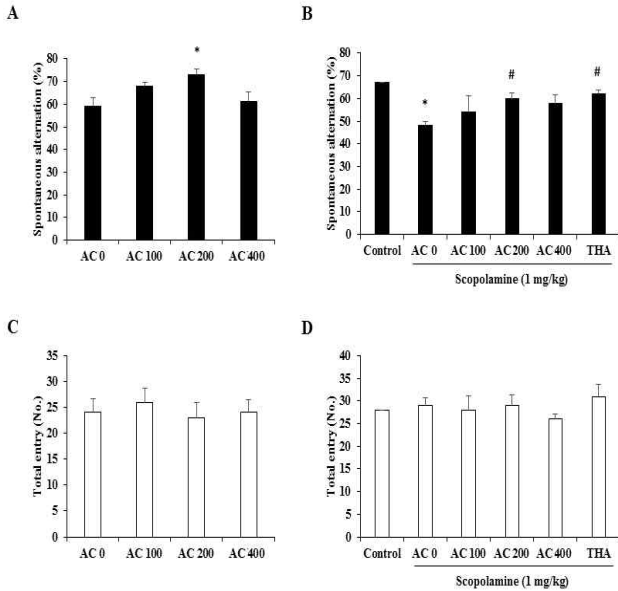 A
B
*
Spontaneous alternation (%)
80
70
60
50
40
30
20
10
0
AC 0 AC 100 AC 200 AC 400
*
#
#
Spontaneous alternation (%)
80
70
60
50
40
30
20
10
0
Control AC 0 AC 100 AC 200 AC 400 THA
Scopolamine (1 mg/kg)
C
D
Total entry (No.)
35
30
25
20
15
10
5
0
AC 0 AC 100 AC 200 AC 400
Total entry (No.)
40
35
30
25
20
15
10
5
0
Control AC 0 AC 100 AC 200 AC 400 THA
Scopolamine (1 mg/kg)